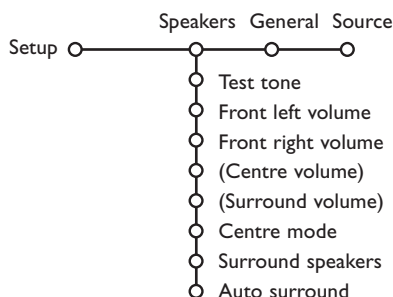 Speakers General Source
Setup
Test tone
Front left volume
Front right volume
(Centre volume)
(Surround volume)
Centre mode
Surround speakers
Auto surround